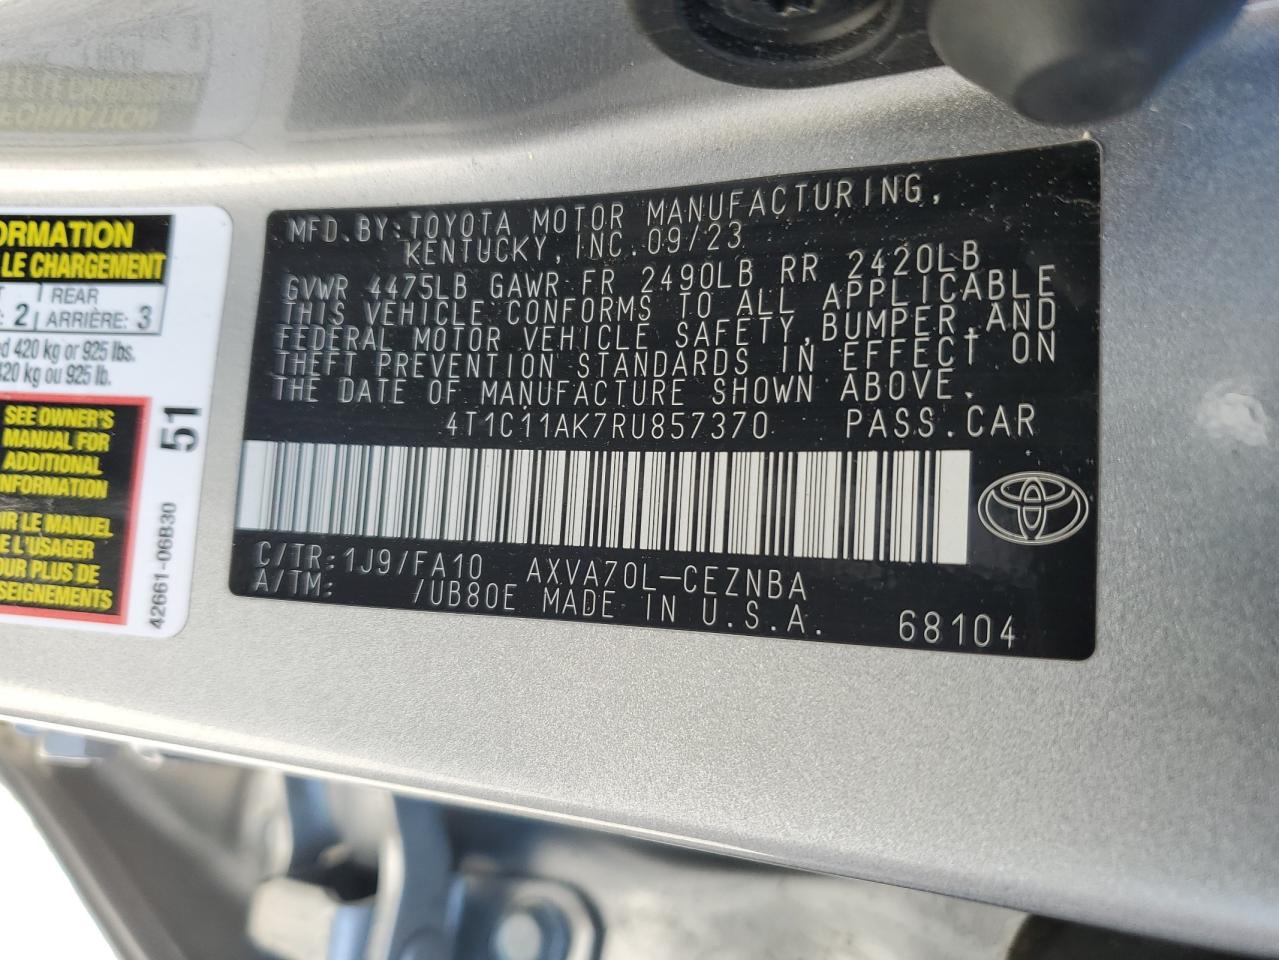 ORMATION
LE CHARGEMENT
2 REAR
ARRIÈRE: 3
420 kg or 925 lbs.
420 kg ou 925 lb.
SEE OWNER'S
MANUAL FOR
ADDITIONAL
NFORMATION
IR LE MANUEL
E L'USAGER
OUR PLUS DE
SEIGNEMENTS
51
42661-06B30
MFD.BY:TOYOTA MOTOR MANUFACTURING,
KENTUCKY, INC.09/23
GVWR 4475LB GAWR FR 2490LB RR 2420LB
THIS VEHICLE CONFORMS TO ALL APPLICABLE
FEDERAL MOTOR VEHICLE SAFETY,BUMPER,AND
THEFT PREVENTION STANDARDS IN EFFECT ON
THE DATE OF MANUFACTURE SHOWN ABOVE.
4T1C11AK7RU857370 PASS.CAR
C/TR:1J9/FA10 AXVA70L-CEZNBA
A/TM: /UB80E MADE IN U.S.A. 68104